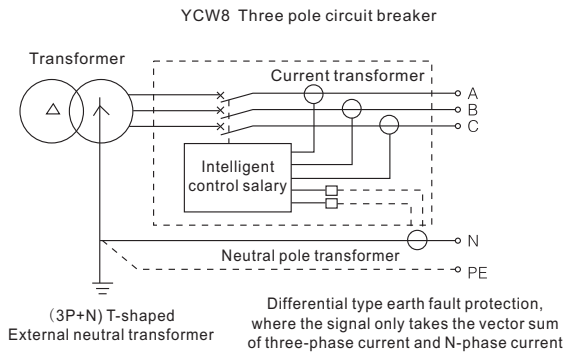 YCW8 Three pole circuit breaker
Transformer
Current transformer
A
B
C
Intelligent
control salary
N
Neutral pole transformer
PE
(3P+N) T-shaped
External neutral transformer
Differential type earth fault protection,
where the signal only takes the vector sum
of three-phase current and N-phase current